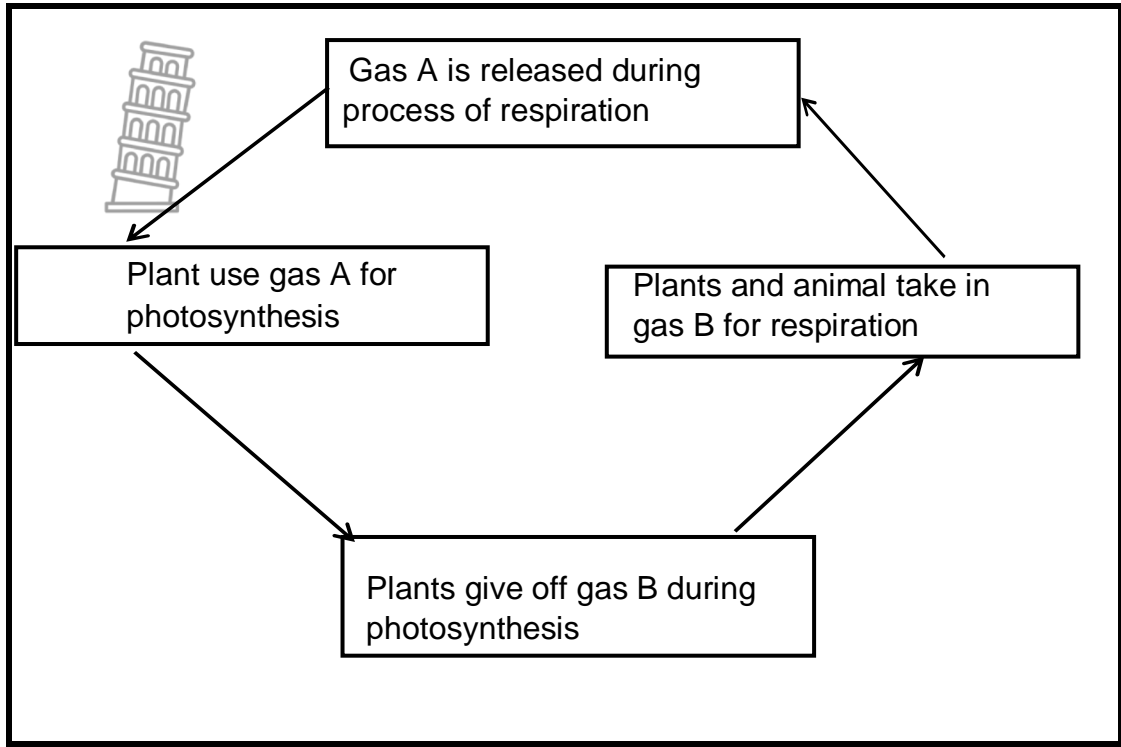 Gas A is released during
process of respiration
Plant use gas A for
photosynthesis
Plants and animal take in
gas B for respiration
Plants give off gas B during
photosynthesis